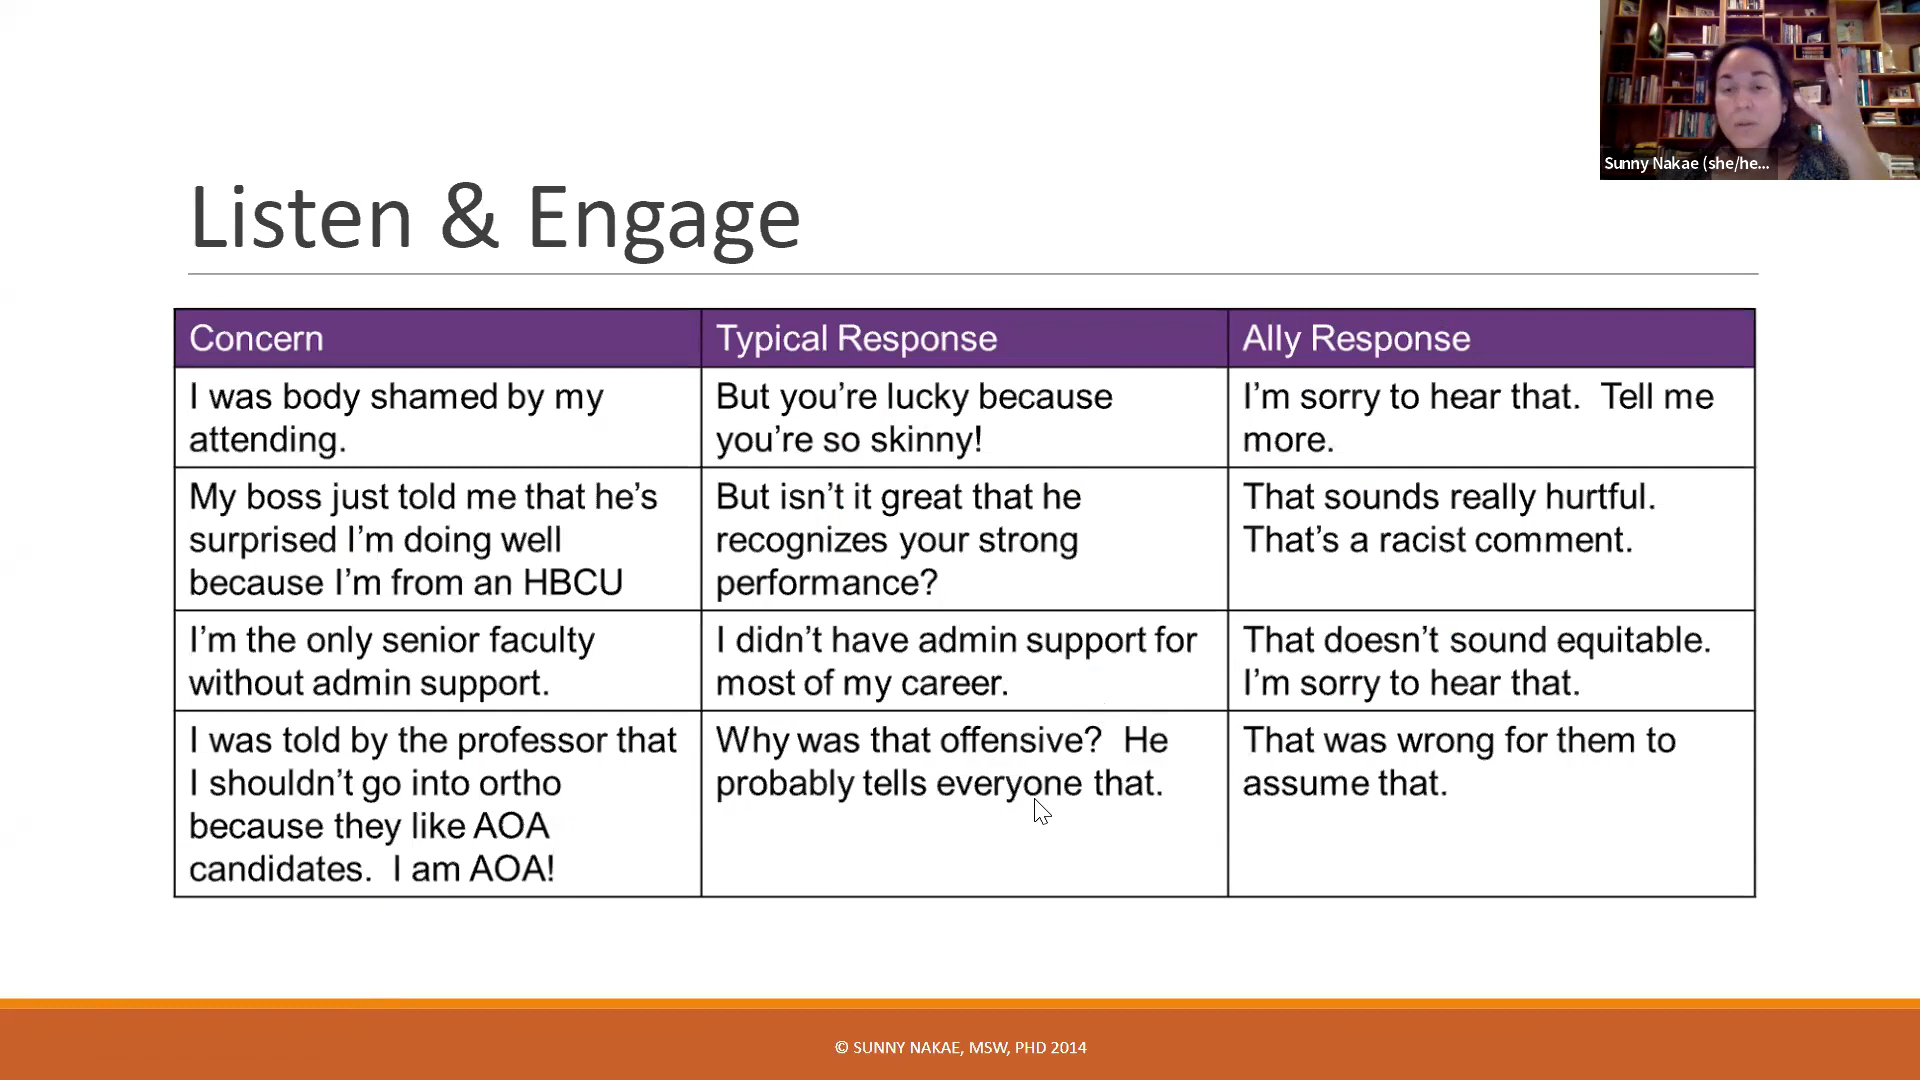 Sunny Nakae (she/he...
Listen & Engage
Concern
Typical Response
Ally Response
I was body shamed by my
attending.
But you’re lucky because
you’re so skinny!
I’m sorry to hear that.  Tell me
more.
My boss just told me that he’s
surprised I’m doing well
because I’m from an HBCU
But isn’t it great that he
recognizes your strong
performance?
That sounds really hurtful.
That’s a racist comment.
I’m the only senior faculty
without admin support.
I didn’t have admin support for
most of my career.
That doesn’t sound equitable.
I’m sorry to hear that.
I was told by the professor that
I shouldn’t go into ortho
because they like AOA
candidates.  I am AOA!
Why was that offensive?  He
probably tells everyone that.
That was wrong for them to
assume that.
© SUNNY NAKAE, MSW, PHD 2014